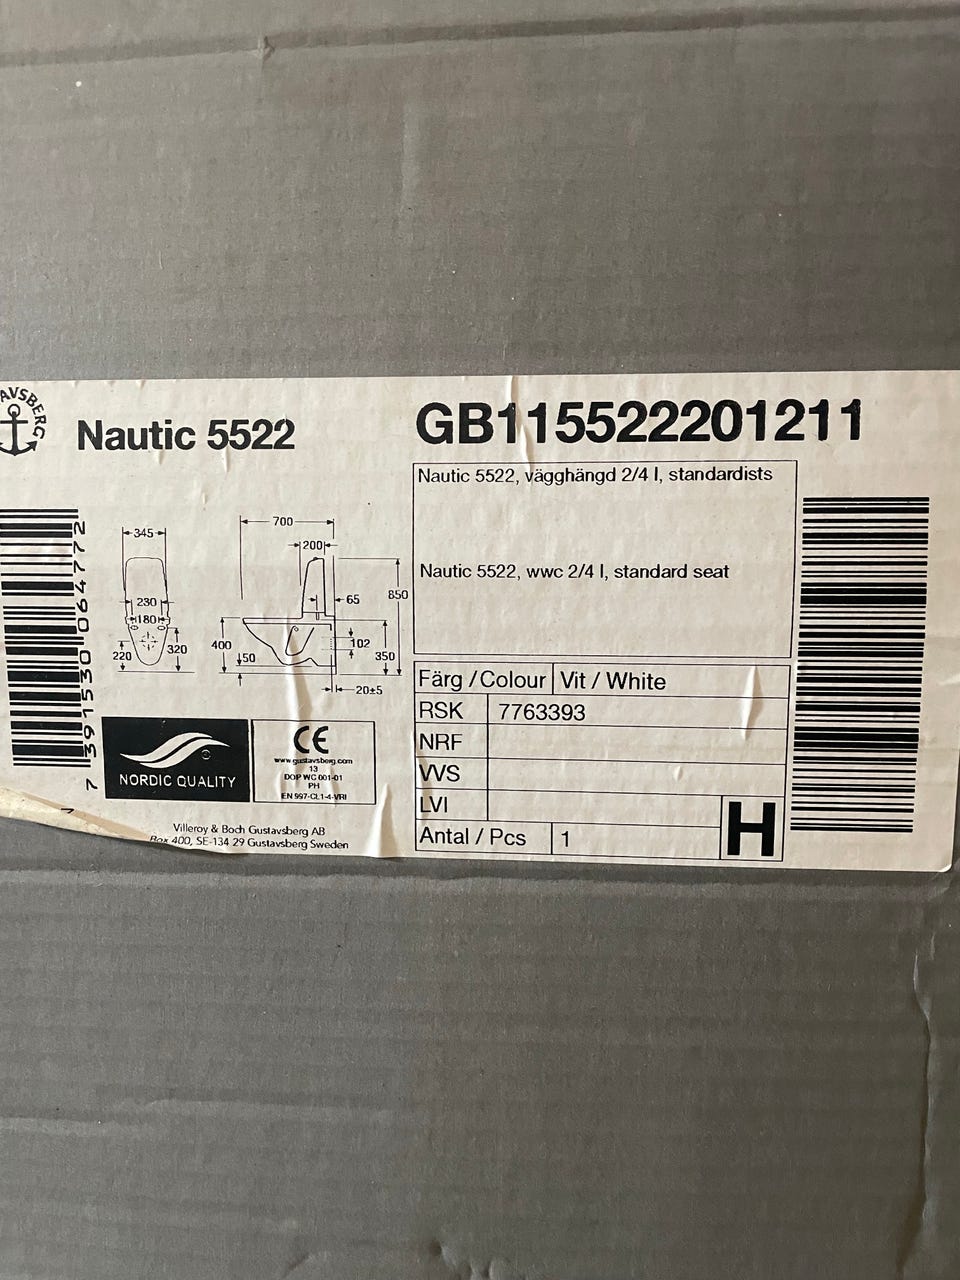 AVSBERG
Nautic 5522
GB115522201211
Nautic 5522, vägghängd 2/4 l, standardists
Nautic 5522, wwc 2/4 l, standard seat
345
230
180
220
320
700
200
65
850
400
50
102
350
20±5
7 391530 064772
NORDIC QUALITY
CE
www.gustavsberg.com
13
DOP WC 001-01
PH
EN 997-CL1-4-VRI
Villeroy & Boch Gustavsberg AB
Box 400, SE-134 29 Gustavsberg Sweden
Färg / Colour Vit / White
RSK 7763393
NRF
VVS
LVI
Antal / Pcs 1
H